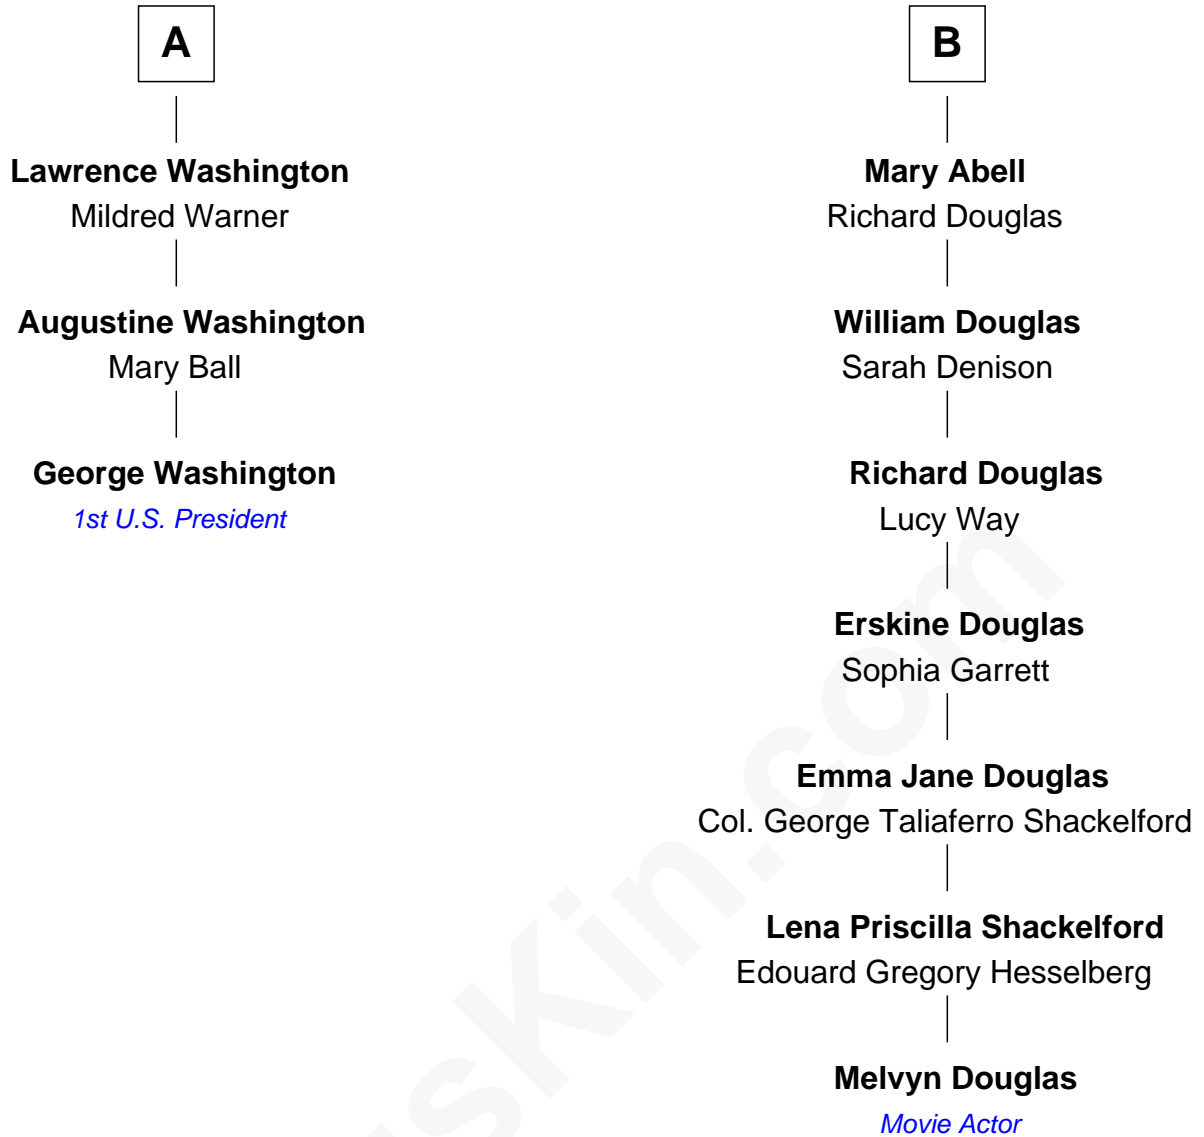 A
Lawrence Washington
Mildred Warner
Augustine Washington
Mary Ball
George Washington
1st U.S. President
B
Mary Abell
Richard Douglas
William Douglas
Sarah Denison
Richard Douglas
Lucy Way
Erskine Douglas
Sophia Garrett
Emma Jane Douglas
Col. George Taliaferro Shackelford
Lena Priscilla Shackelford
Edouard Gregory Hesselberg
Melvyn Douglas
Movie Actor